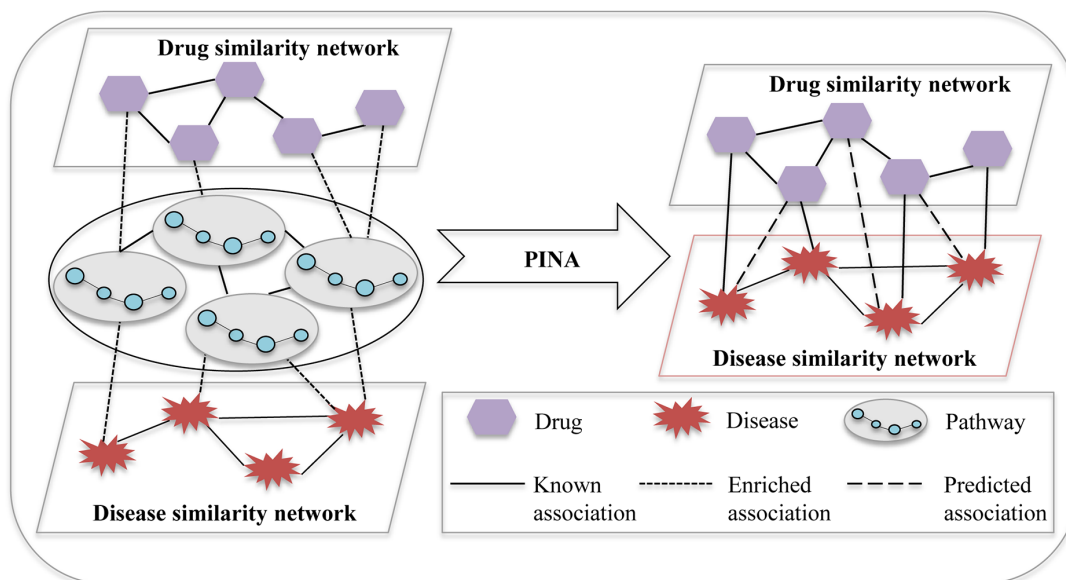 Drug similarity network
Disease similarity network
PINA
Drug similarity network
Disease similarity network
Drug
Disease
Pathway
Known
association
Enriched
association
Predicted
association